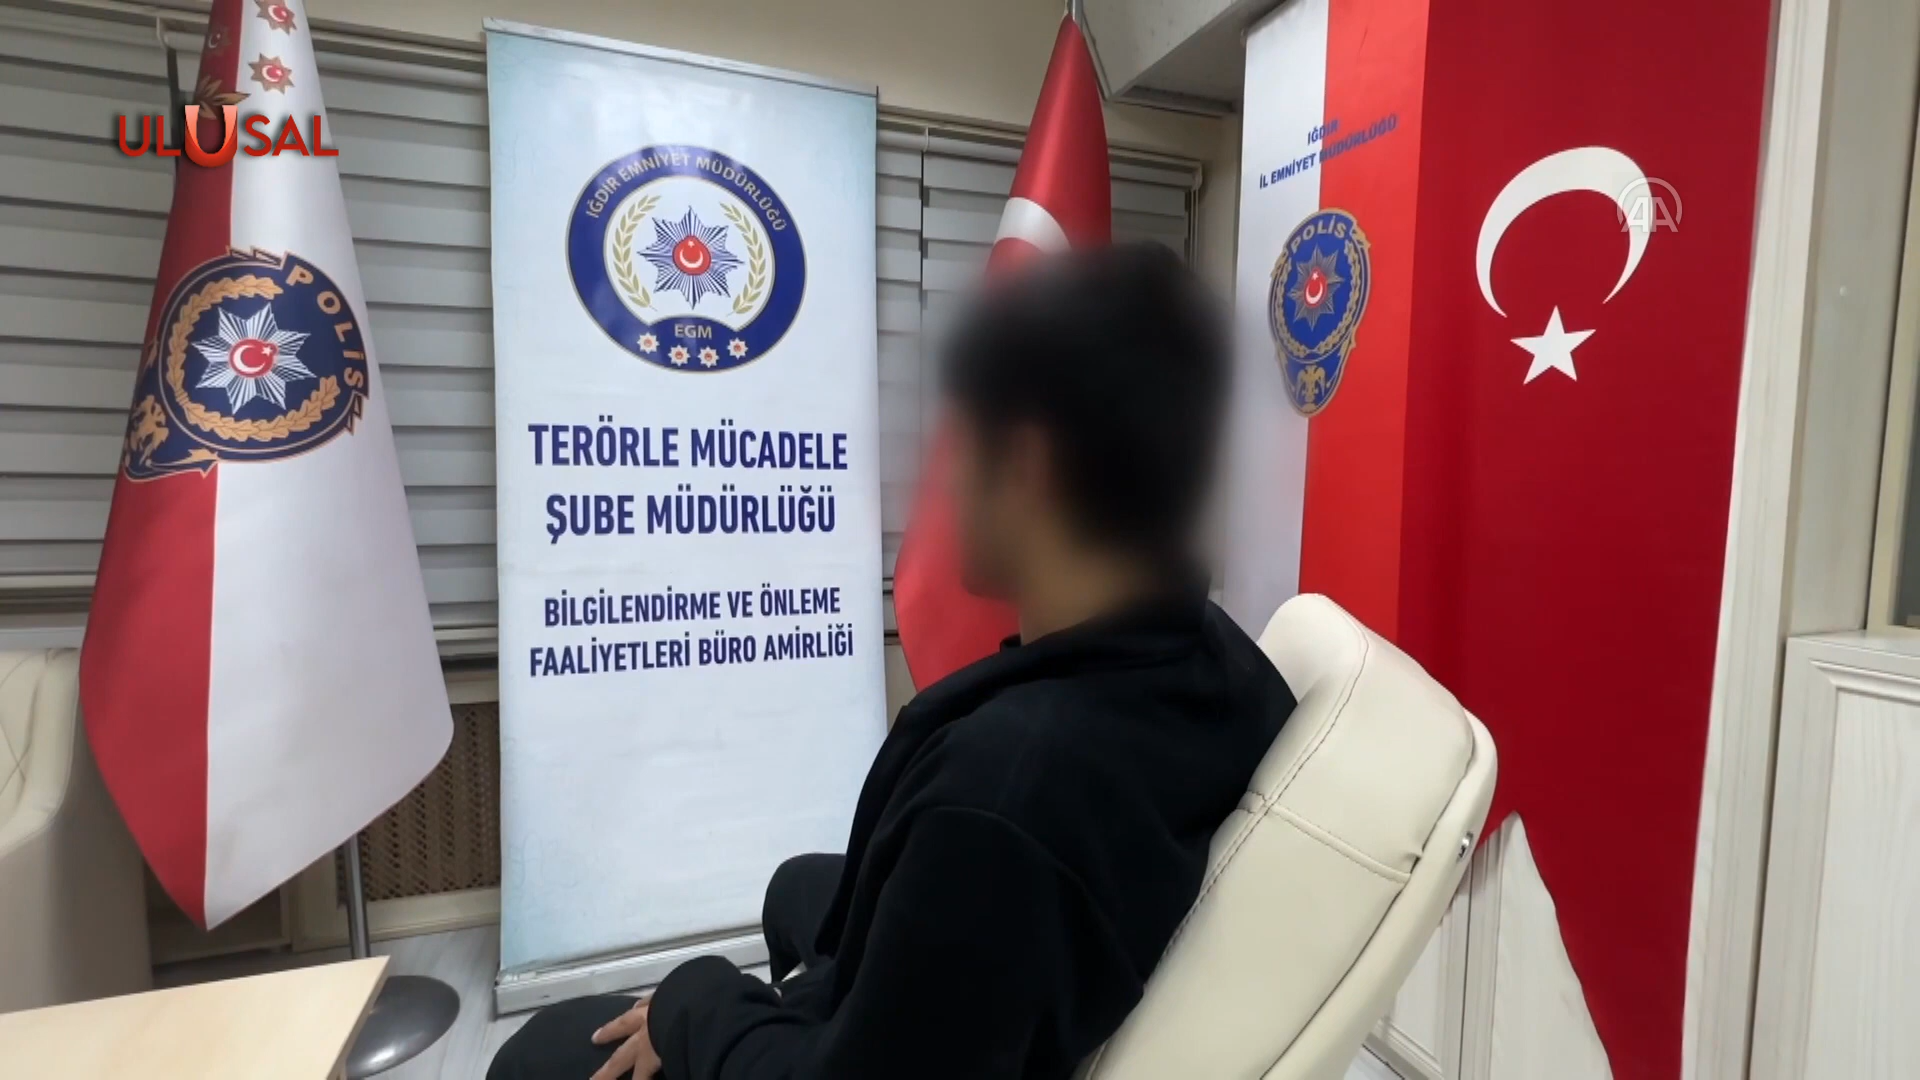 ULUSAL
POLİS
IĞDIR EMNİYET MÜDÜRLÜĞÜ
EGM
TERÖRLE MÜCADELE
ŞUBE MÜDÜRLÜĞÜ
BİLGİLENDİRME VE ÖNLEME
FAALİYETLERİ BÜRO AMİRLİĞİ
IĞDIR
İL EMNİYET MÜDÜRLÜĞÜ
POLİS
AA